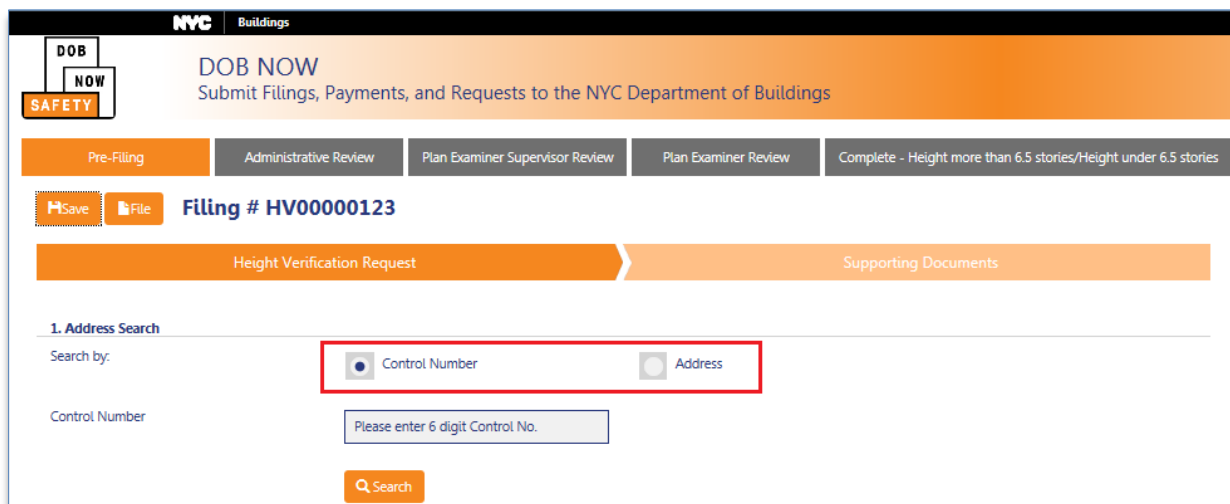 NYC Buildings
DOB
NOW
SAFETY
DOB NOW
Submit Filings, Payments, and Requests to the NYC Department of Buildings
Pre-Filing Administrative Review Plan Examiner Supervisor Review Plan Examiner Review Complete - Height more than 6.5 stories/Height under 6.5 stories
Save File Filing # HV00000123
Height Verification Request Supporting Documents
1. Address Search
Search by: Control Number Address
Control Number Please enter 6 digit Control No.
Search